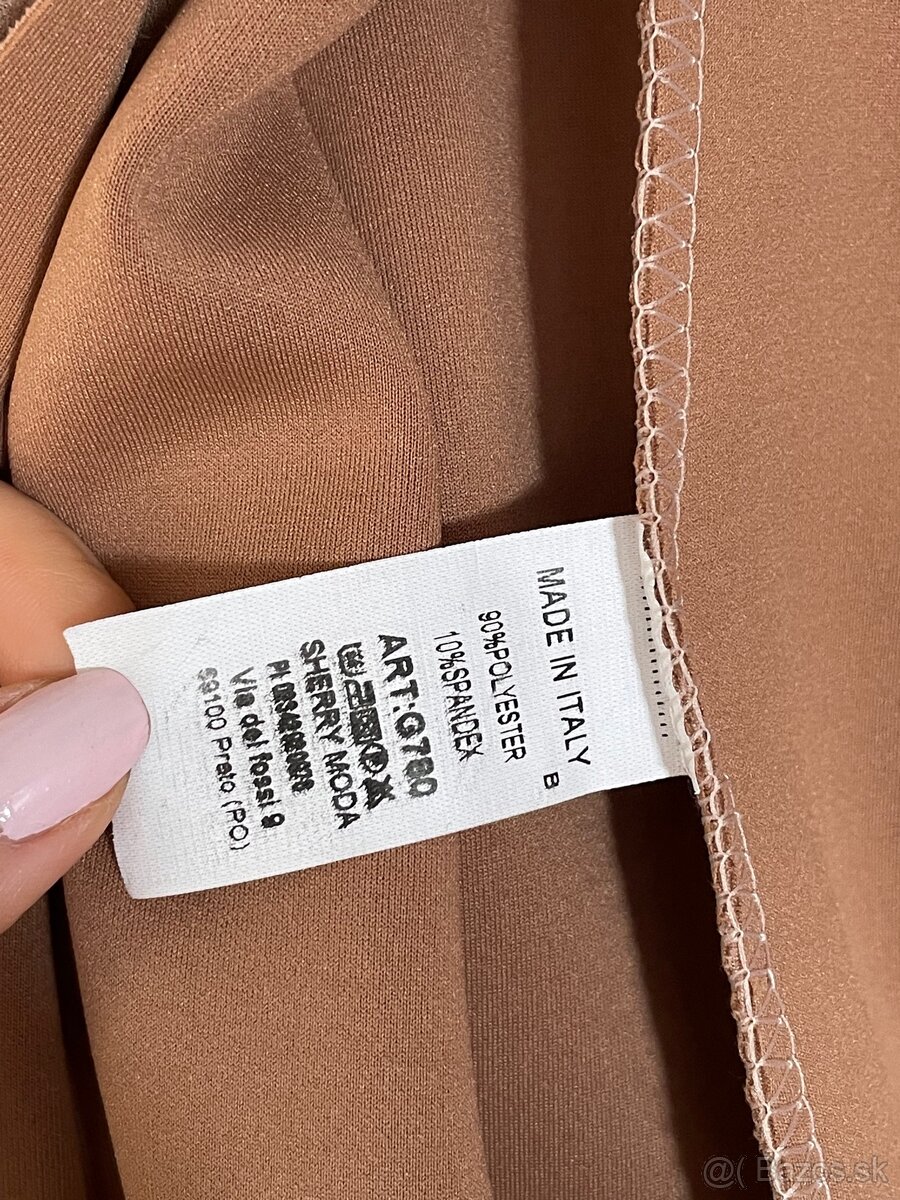 MADE IN ITALY
B
90%POLYESTER
10%SPANDEX
ART:G780
SHERRY MODA
Via dei fossi 9
59100 Prato (PO)
@( Bazos.sk